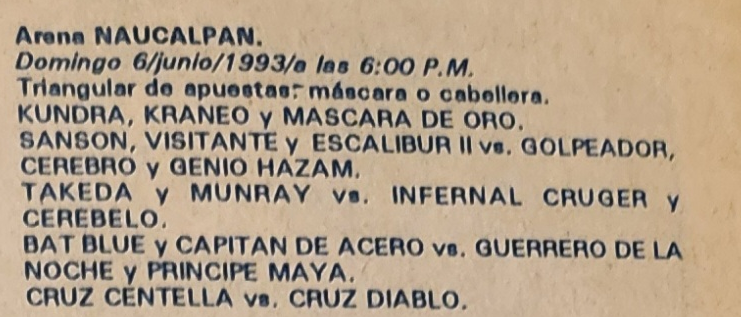 Arena NAUCALPAN.
Domingo 6/junio/1993/a las 6:00 P.M.
Triangular de apuestas: máscara o cabellera.
KUNDRA, KRANEO y MASCARA DE ORO.
SANSON, VISITANTE y ESCALIBUR II vs. GOLPEADOR,
CEREBRO y GENIO HAZAM.
TAKEDA y MUNRAY vs. INFERNAL CRUGER y
CEREBELO.
BAT BLUE y CAPITAN DE ACERO vs. GUERRERO DE LA
NOCHE y PRINCIPE MAYA.
CRUZ CENTELLA vs. CRUZ DIABLO.